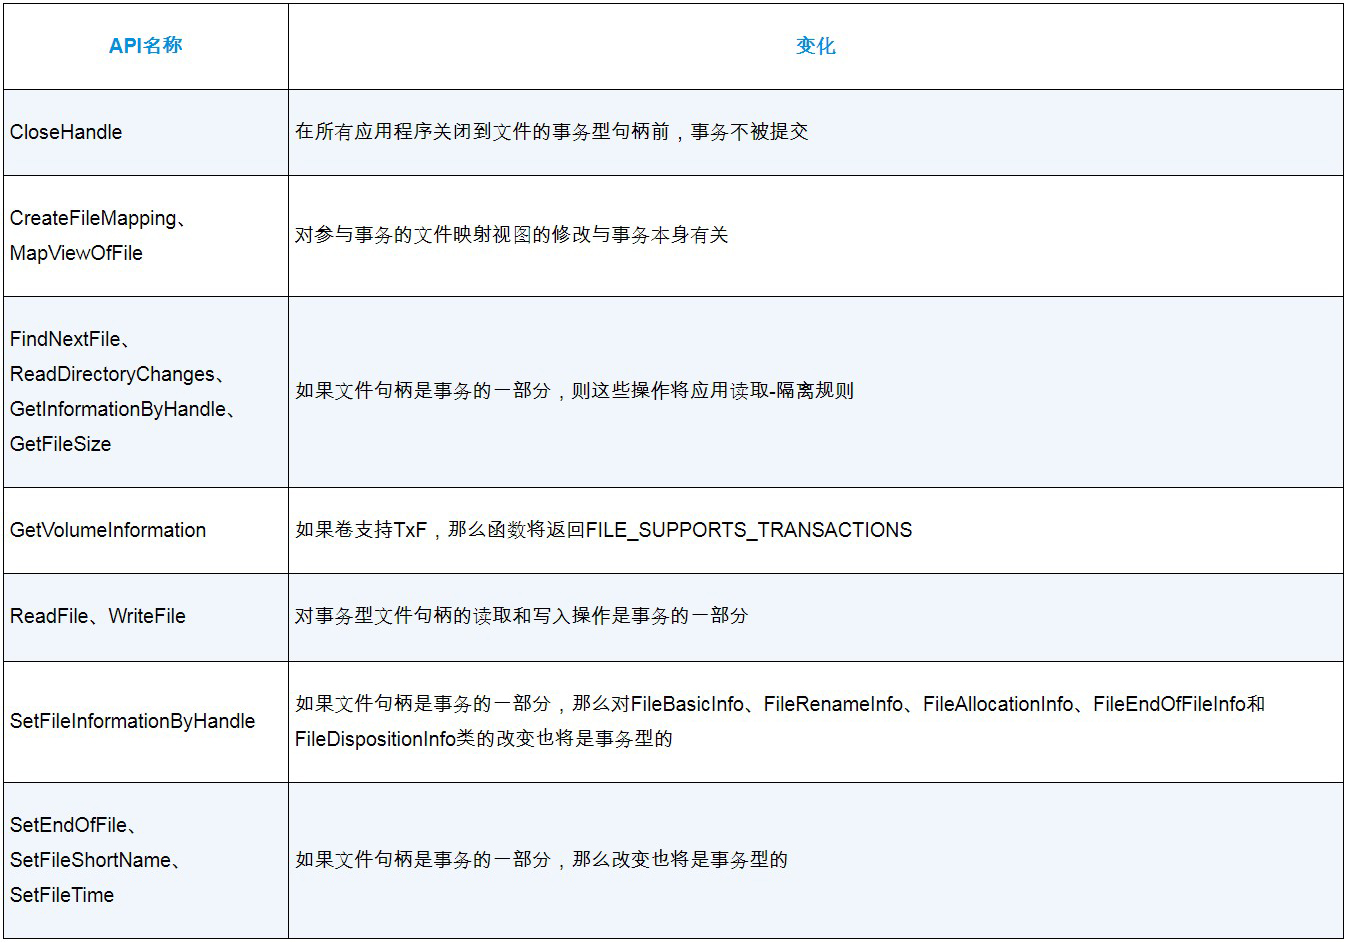 API名称
变化
CloseHandle
在所有应用程序关闭到文件的事务型句柄前，事务不被提交
CreateFileMapping、
MapViewOfFile
对参与事务的文件映射视图的修改与事务本身有关
FindNextFile、
ReadDirectoryChanges、
GetInformationByHandle、
GetFileSize
如果文件句柄是事务的一部分，则这些操作将应用读取-隔离规则
GetVolumeInformation
如果卷支持TxF，那么函数将返回FILE_SUPPORTS_TRANSACTIONS
ReadFile、WriteFile
对事务型文件句柄的读取和写入操作是事务的一部分
SetFileInformationByHandle
如果文件句柄是事务的一部分，那么对FileBasicInfo、FileRenameInfo、FileAllocationInfo、FileEndOfFileInfo和
FileDispositionInfo类的改变也将是事务型的
SetEndOfFile、
SetFileShortName、
SetFileTime
如果文件句柄是事务的一部分，那么改变也将是事务型的